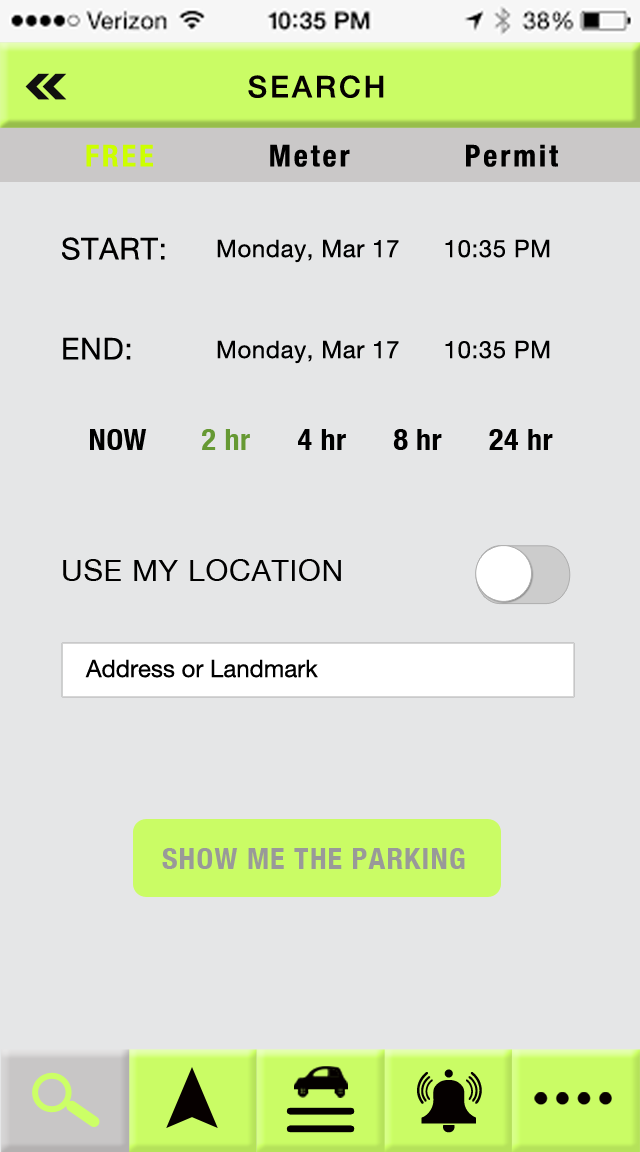 Verizon 10:35 PM 38%
SEARCH
FREE Meter Permit
START: Monday, Mar 17 10:35 PM
END: Monday, Mar 17 10:35 PM
NOW 2 hr 4 hr 8 hr 24 hr
USE MY LOCATION
Address or Landmark
SHOW ME THE PARKING